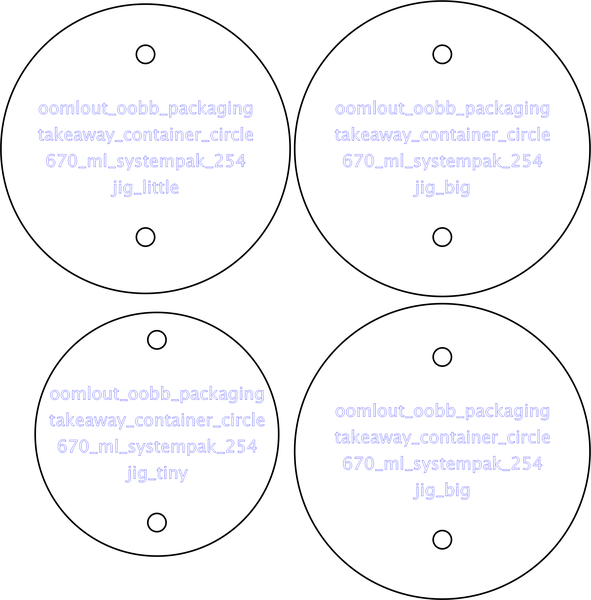 oomlout_oobb_packaging
takeaway_container_circle
670_ml_systempak_254
jig_little
oomlout_oobb_packaging
takeaway_container_circle
670_ml_systempak_254
jig_big
oomlout_oobb_packaging
takeaway_container_circle
670_ml_systempak_254
jig_tiny
oomlout_oobb_packaging
takeaway_container_circle
670_ml_systempak_254
jig_big